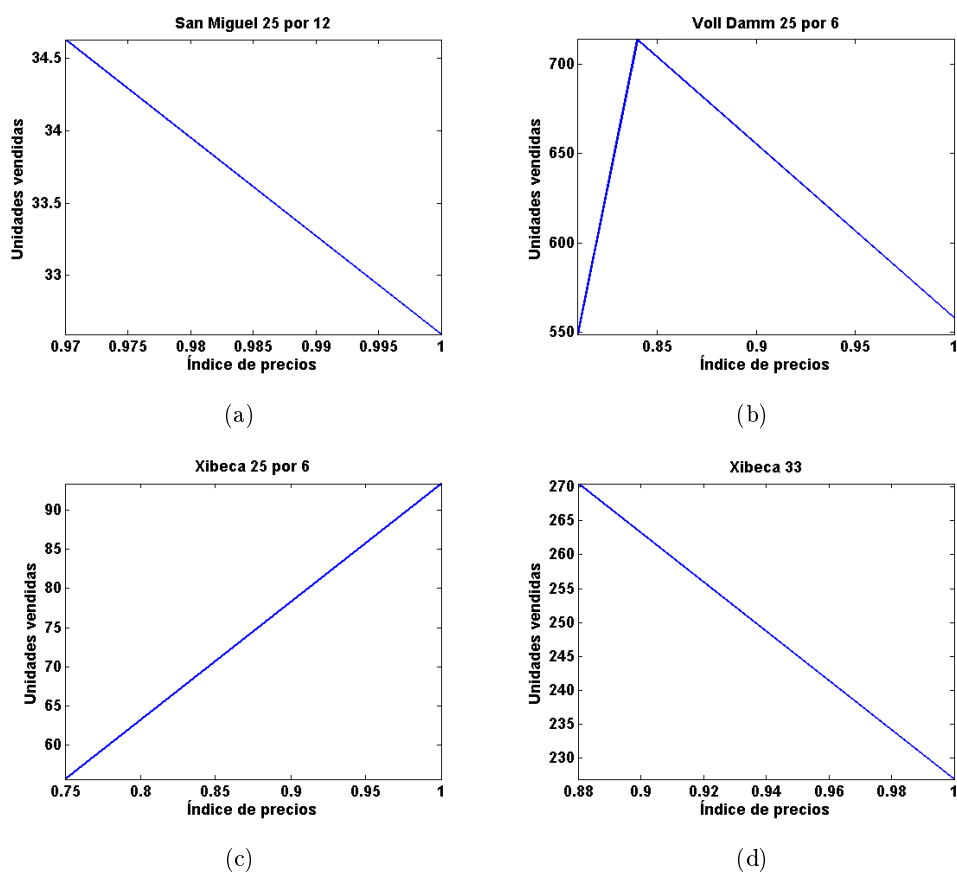 San Miguel 25 por 12
Unidades vendidas
34.5
34
33.5
33
0.97 0.975 0.98 0.985 0.99 0.995 1
Índice de precios
(a)
Voll Damm 25 por 6
Unidades vendidas
700
650
600
550
0.85 0.9 0.95 1
Índice de precios
(b)
Xibeca 25 por 6
Unidades vendidas
90
85
80
75
70
65
60
0.75 0.8 0.85 0.9 0.95 1
Índice de precios
(c)
Xibeca 33
Unidades vendidas
270
265
260
255
250
245
240
235
230
0.88 0.9 0.92 0.94 0.96 0.98 1
Índice de precios
(d)